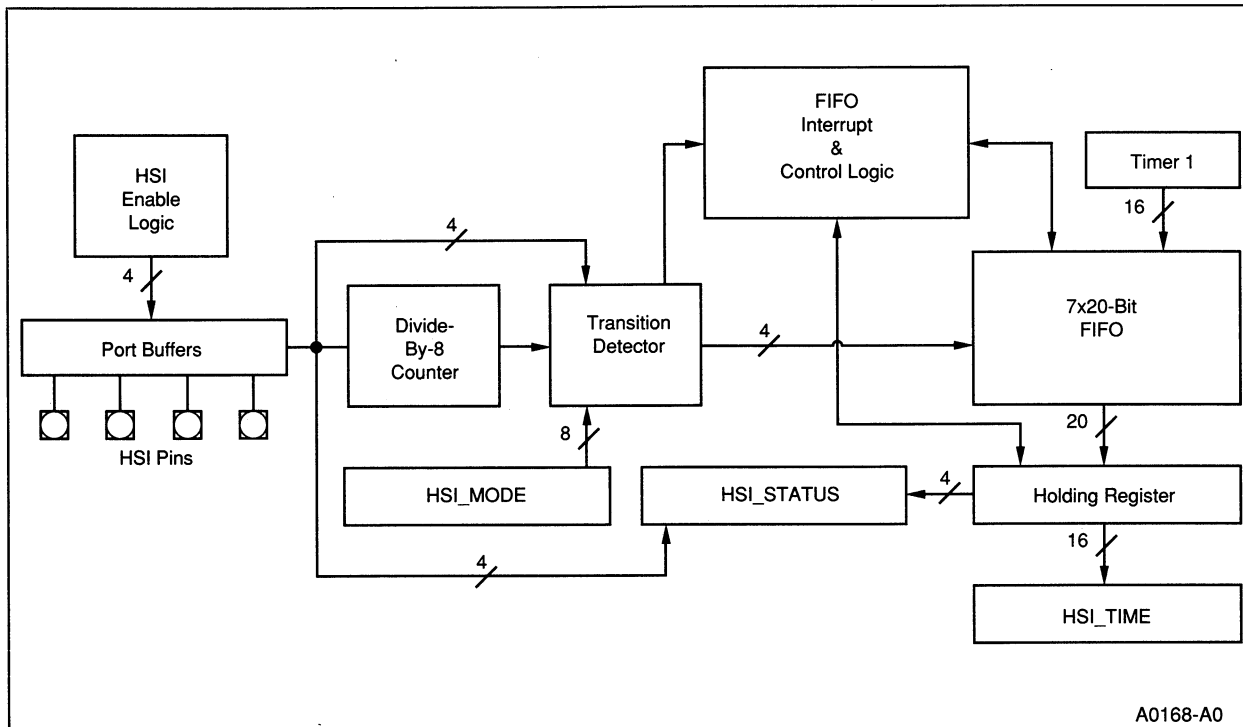 FIFO
Interrupt
&
Control Logic
HSI
Enable
Logic
Timer 1
16
4
4
7x20-Bit
FIFO
Port Buffers
Divide-
By-8
Counter
Transition
Detector
4
HSI Pins
8
20
HSI_MODE
HSI_STATUS
4
Holding Register
4
16
HSI_TIME
A0168-A0